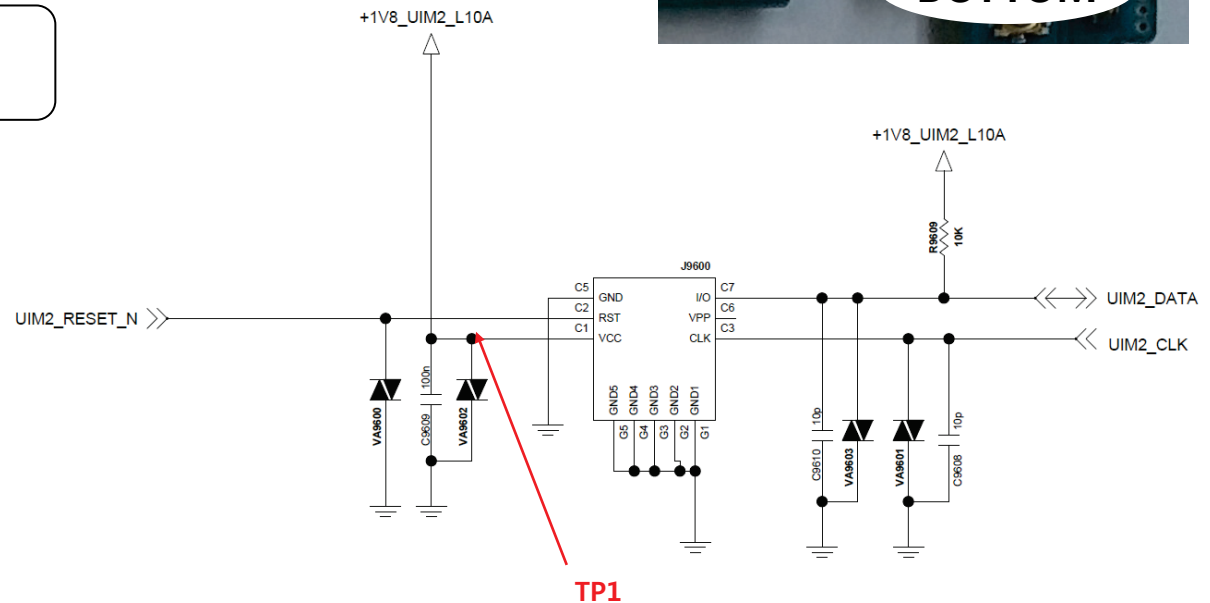 BOTTOM
+1V8_UIM2_L10A
+1V8_UIM2_L10A
R9609
10K
J9600
UIM2_RESET_N
C5
C2
C1
GND
RST
VCC
I/O
VPP
CLK
C7
C6
C3
UIM2_DATA
UIM2_CLK
GND5
GND4
GND3
GND2
GND1
G5
G4
G3
G2
G1
VA9600
100n
C9609
VA9602
10p
C9610
VA9603
VA9601
10p
C9608
TP1